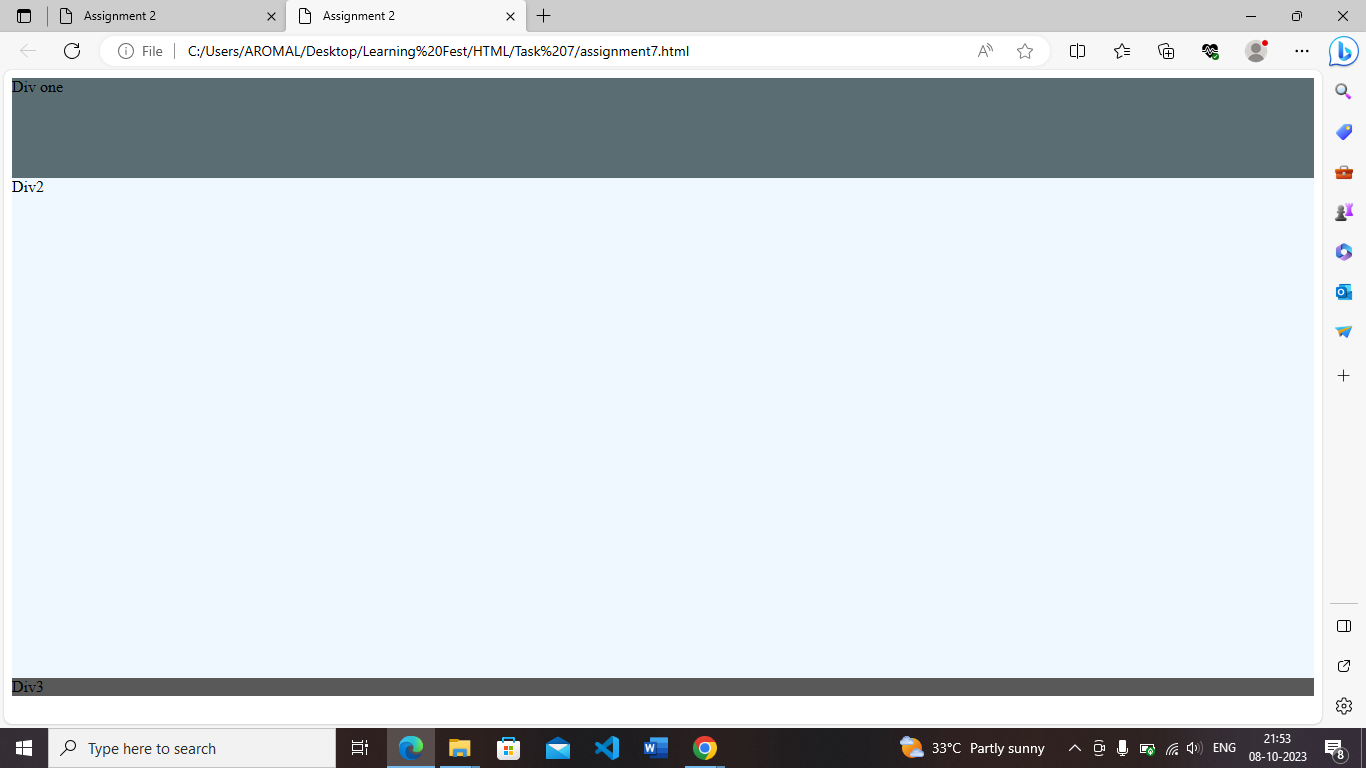 Assignment 2
Assignment 2
File
C:/Users/AROMAL/Desktop/Learning%20Fest/HTML/Task%207/assignment7.html
Div one
Div2
Div3
Type here to search
33°C Partly sunny
ENG
21:53
08-10-2023
8